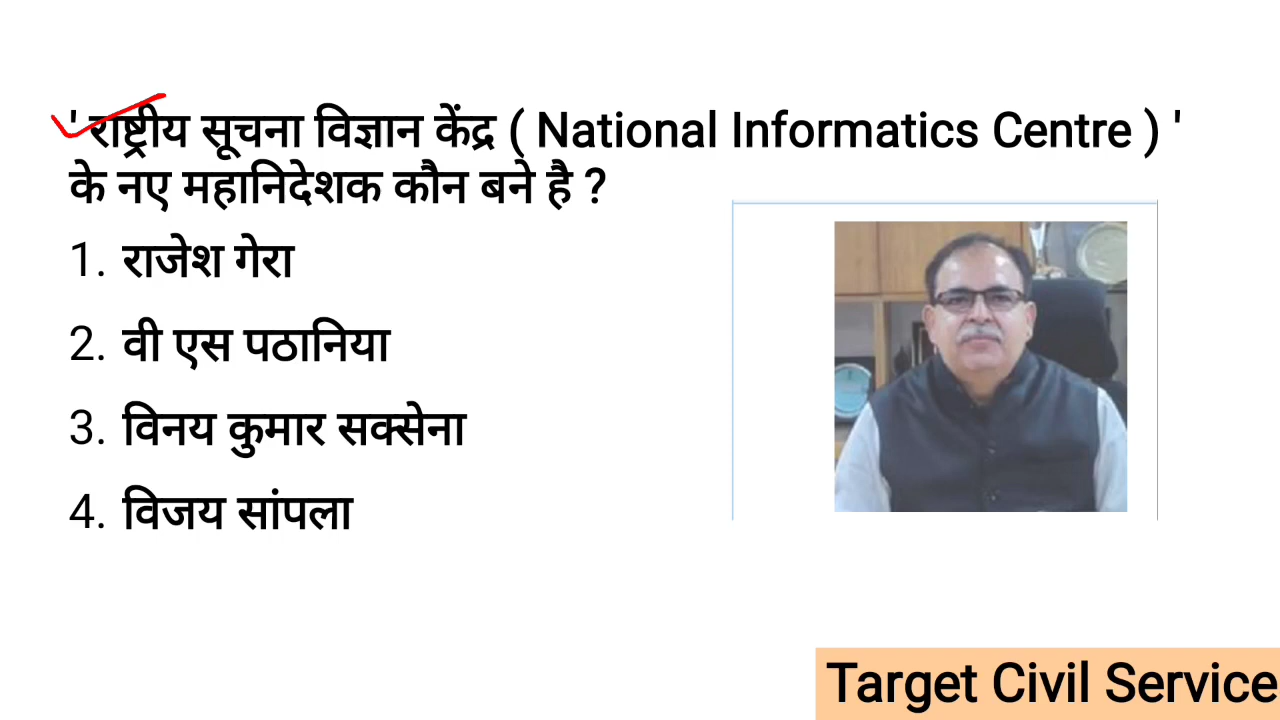 ' राष्ट्रीय सूचना विज्ञान केंद्र ( National Informatics Centre ) '
के नए महानिदेशक कौन बने है ?
1. राजेश गेरा
2. वी एस पठानिया
3. विनय कुमार सक्सेना
4. विजय सांपला
Target Civil Service